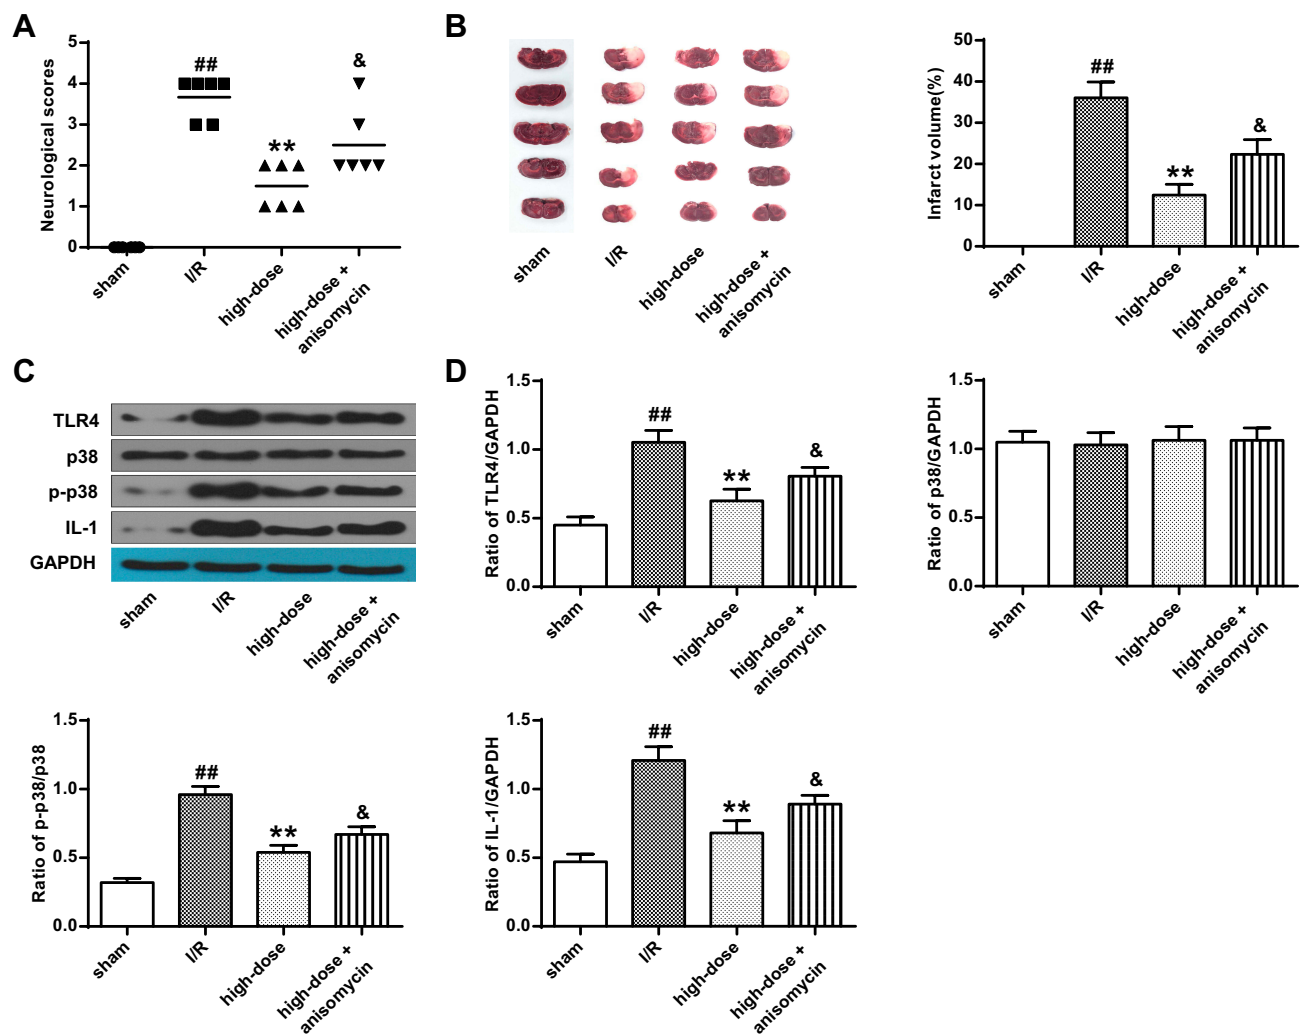 A
Neurological scores
5
4
3
2
1
0
##
**
&
sham
I/R
high-dose
high-dose +
anisomycin
B
sham
I/R
high-dose
high-dose +
anisomycin
Infarct volume(%)
50
40
30
20
10
0
##
**
&
sham
I/R
high-dose
high-dose +
anisomycin
C
TLR4
p38
p-p38
IL-1
GAPDH
sham
I/R
high-dose
high-dose +
anisomycin
D
Ratio of TLR4/GAPDH
1.5
1.0
0.5
0.0
##
**
&
sham
I/R
high-dose
high-dose +
anisomycin
Ratio of p38/GAPDH
1.5
1.0
0.5
0.0
sham
I/R
high-dose
high-dose +
anisomycin
Ratio of p-p38/p38
1.5
1.0
0.5
0.0
##
**
&
sham
I/R
high-dose
high-dose +
anisomycin
Ratio of IL-1/GAPDH
1.5
1.0
0.5
0.0
##
**
&
sham
I/R
high-dose
high-dose +
anisomycin